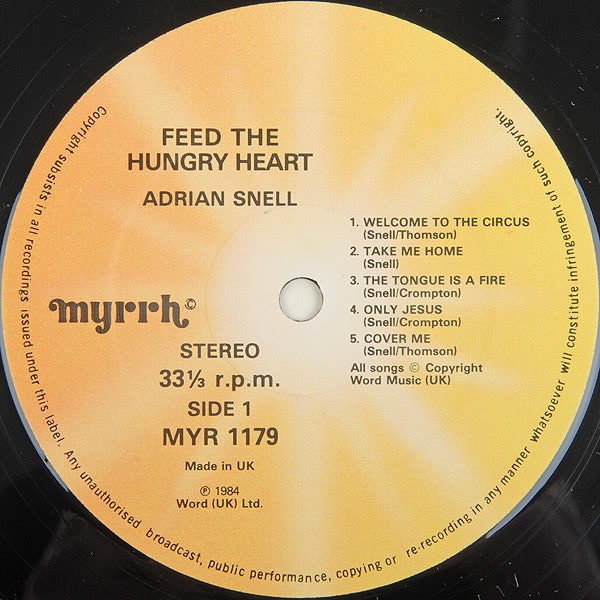 FEED THE
HUNGRY HEART
ADRIAN SNELL
1. WELCOME TO THE CIRCUS
(Snell/Thomson)
2. TAKE ME HOME
(Snell)
3. THE TONGUE IS A FIRE
(Snell/Crompton)
4. ONLY JESUS
(Snell/Crompton)
5. COVER ME
(Snell/Thomson)
All songs © Copyright
Word Music (UK)
myrrh©
STEREO
33⅓ r.p.m.
SIDE 1
MYR 1179
Made in UK
℗ 1984
Word (UK) Ltd.
Copyright subsists in all recordings issued under this label. Any unauthorised broadcast, public performance, copying or re-recording in any manner whatsoever will constitute infringement of such copyright.